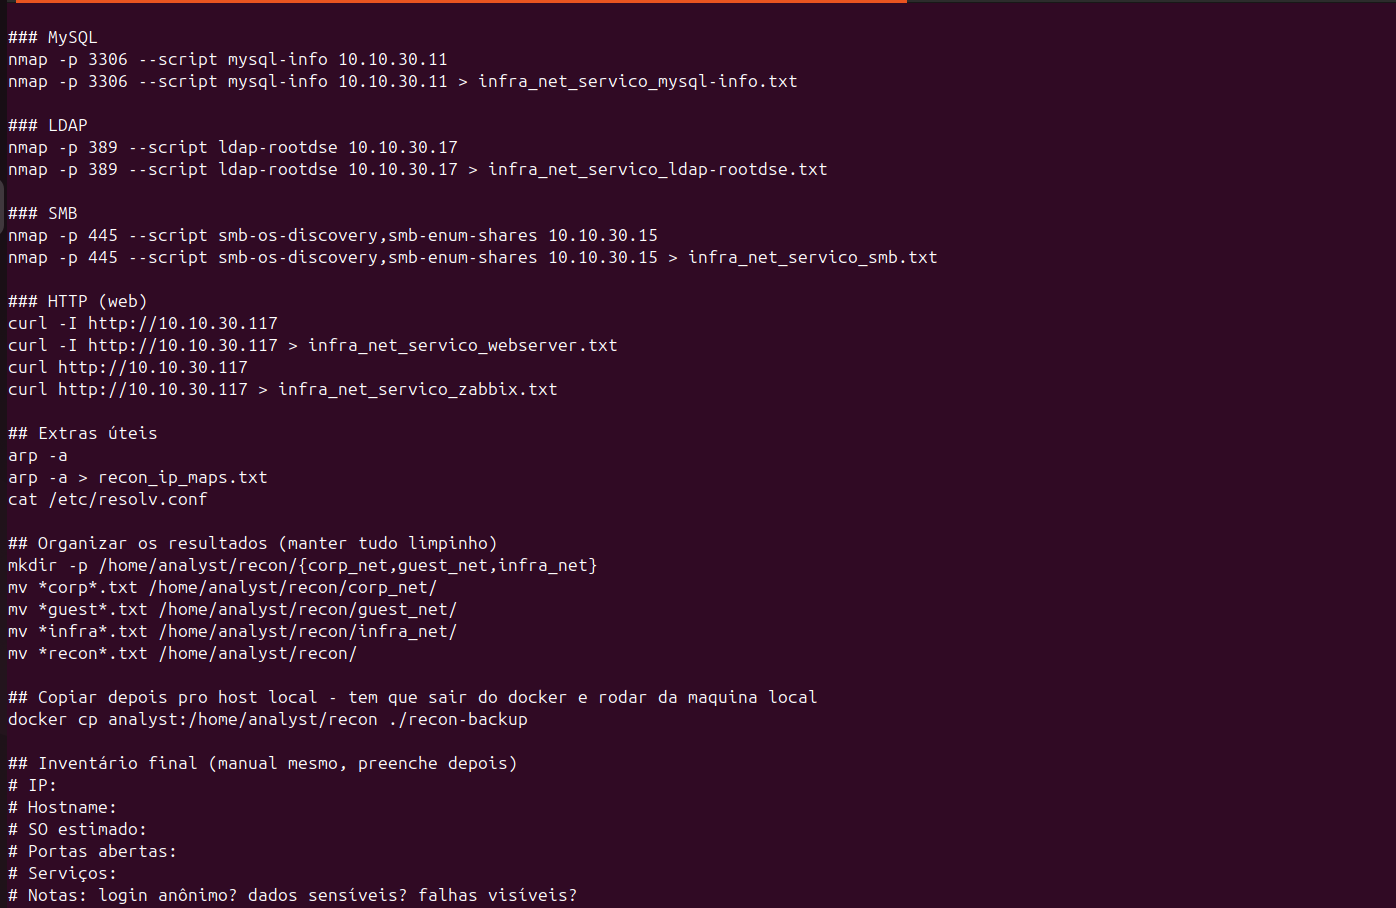 ### MySQL
nmap -p 3306 --script mysql-info 10.10.30.11
nmap -p 3306 --script mysql-info 10.10.30.11 > infra_net_servico_mysql-info.txt
### LDAP
nmap -p 389 --script ldap-rootdse 10.10.30.17
nmap -p 389 --script ldap-rootdse 10.10.30.17 > infra_net_servico_ldap-rootdse.txt
### SMB
nmap -p 445 --script smb-os-discovery,smb-enum-shares 10.10.30.15
nmap -p 445 --script smb-os-discovery,smb-enum-shares 10.10.30.15 > infra_net_servico_smb.txt
### HTTP (web)
curl -I http://10.10.30.117
curl -I http://10.10.30.117 > infra_net_servico_webserver.txt
curl http://10.10.30.117
curl http://10.10.30.117 > infra_net_servico_zabbix.txt
## Extras úteis
arp -a
arp -a > recon_ip_maps.txt
cat /etc/resolv.conf
## Organizar os resultados (manter tudo limpinho)
mkdir -p /home/analyst/recon/{corp_net,guest_net,infra_net}
mv *corp*.txt /home/analyst/recon/corp_net/
mv *guest*.txt /home/analyst/recon/guest_net/
mv *infra*.txt /home/analyst/recon/infra_net/
mv *recon*.txt /home/analyst/recon/
## Copiar depois pro host local - tem que sair do docker e rodar da maquina local
docker cp analyst:/home/analyst/recon ./recon-backup
## Inventário final (manual mesmo, preenche depois)
# IP:
# Hostname:
# SO estimado:
# Portas abertas:
# Serviços:
# Notas: login anônimo? dados sensíveis? falhas visíveis?